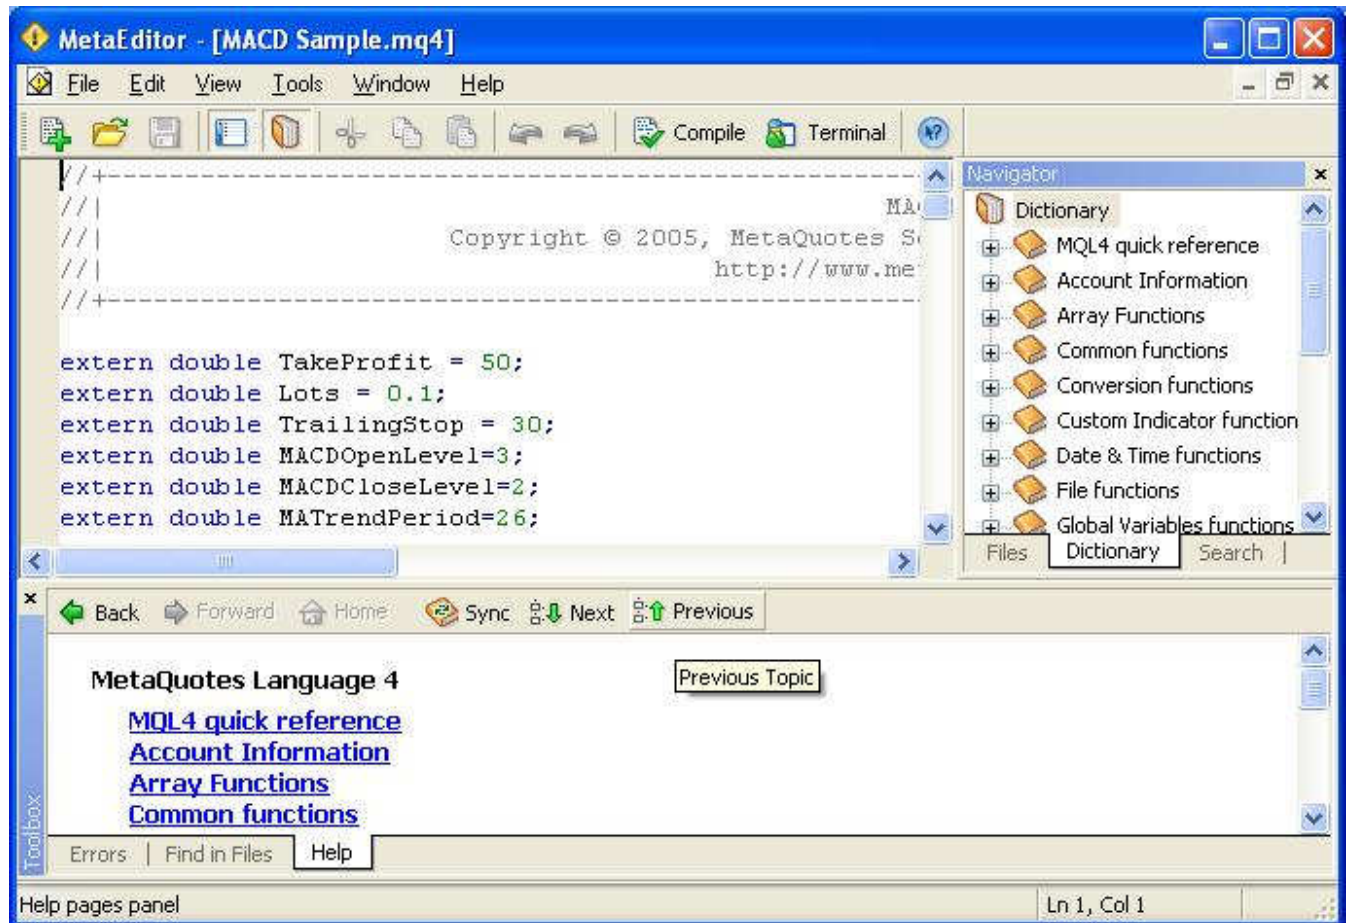 MetaEditor - [MACD Sample.mq4]
File Edit View Tools Window Help
Compile Terminal
//+----------------------------------------------------
//| MA
//| Copyright © 2005, MetaQuotes S
//| http://www.me
//+----------------------------------------------------
extern double TakeProfit = 50;
extern double Lots = 0.1;
extern double TrailingStop = 30;
extern double MACDOpenLevel=3;
extern double MACDCloseLevel=2;
extern double MATrendPeriod=26;
Navigator
Dictionary
MQL4 quick reference
Account Information
Array Functions
Common functions
Conversion functions
Custom Indicator function
Date & Time functions
File functions
Global Variables functions
Files Dictionary Search
Back Forward Home Sync Next Previous
Previous Topic
MetaQuotes Language 4
MQL4 quick reference
Account Information
Array Functions
Common functions
Toolbox
Errors Find in Files Help
Help pages panel Ln 1, Col 1